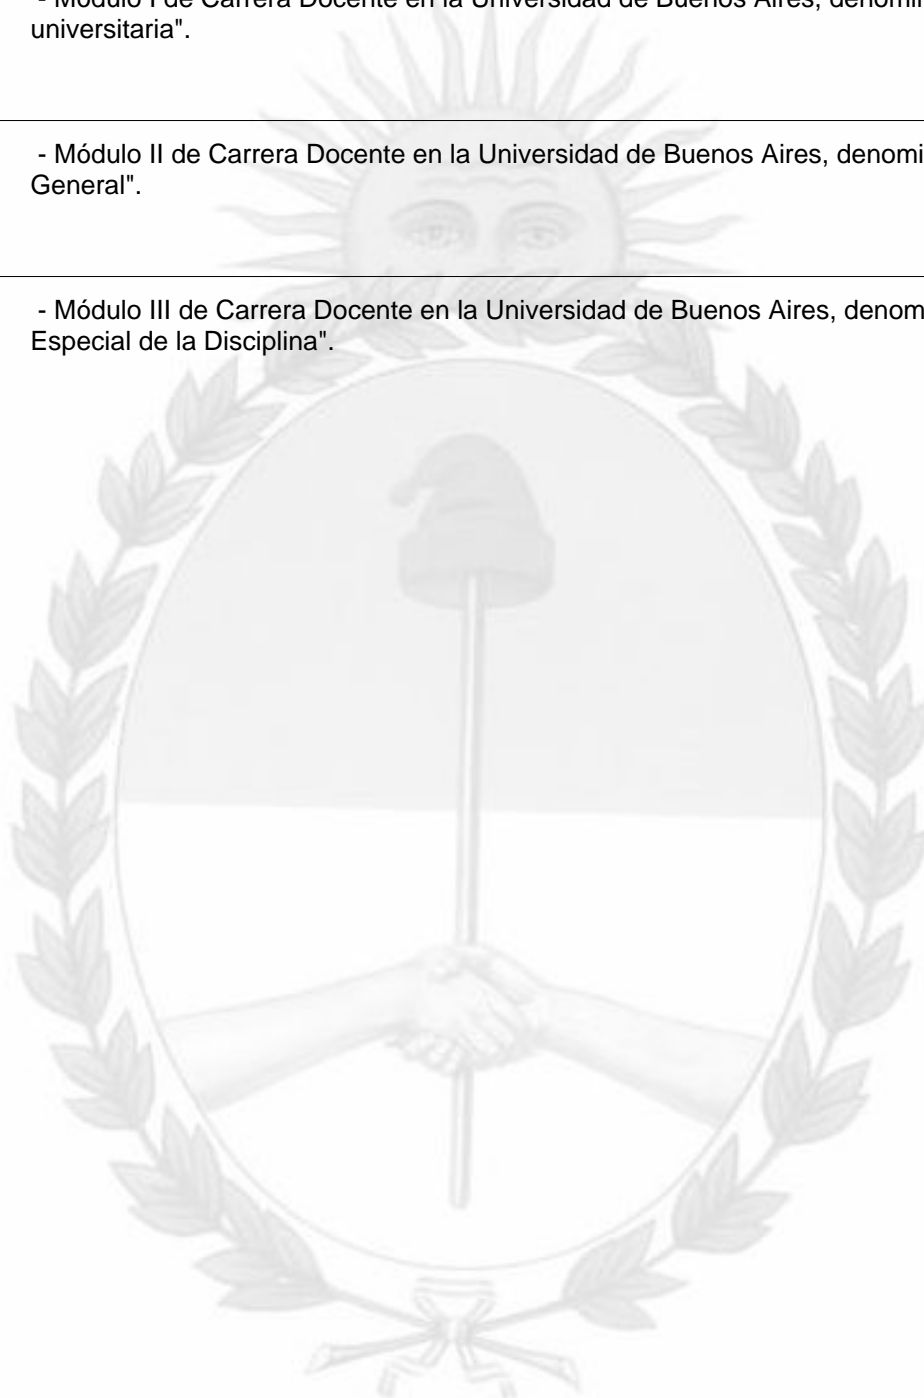 - Módulo I de Carrera Docente en la Universidad de Buenos Aires,
universitaria".
- Módulo II de Carrera Docente en la Universidad de Buenos Aires,
General".
- Módulo III de Carrera Docente en la Universidad de Buenos Aires,
Especial de la Disciplina".